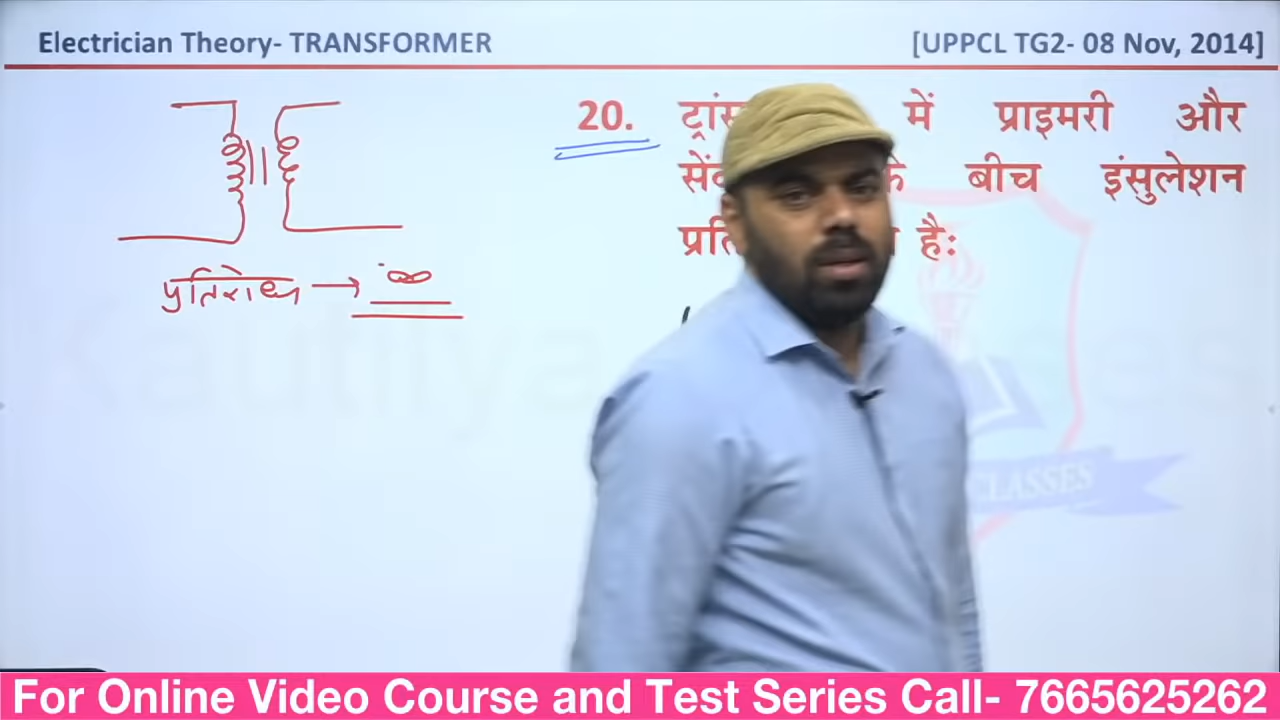 Electrician Theory- TRANSFORMER
[UPPCL TG2- 08 Nov, 2014]
20. में प्राइमरी और
बीच इंसुलेशन
है:
प्रतिरोध → ∞
CLASSES
For Online Video Course and Test Series Call- 7665625262